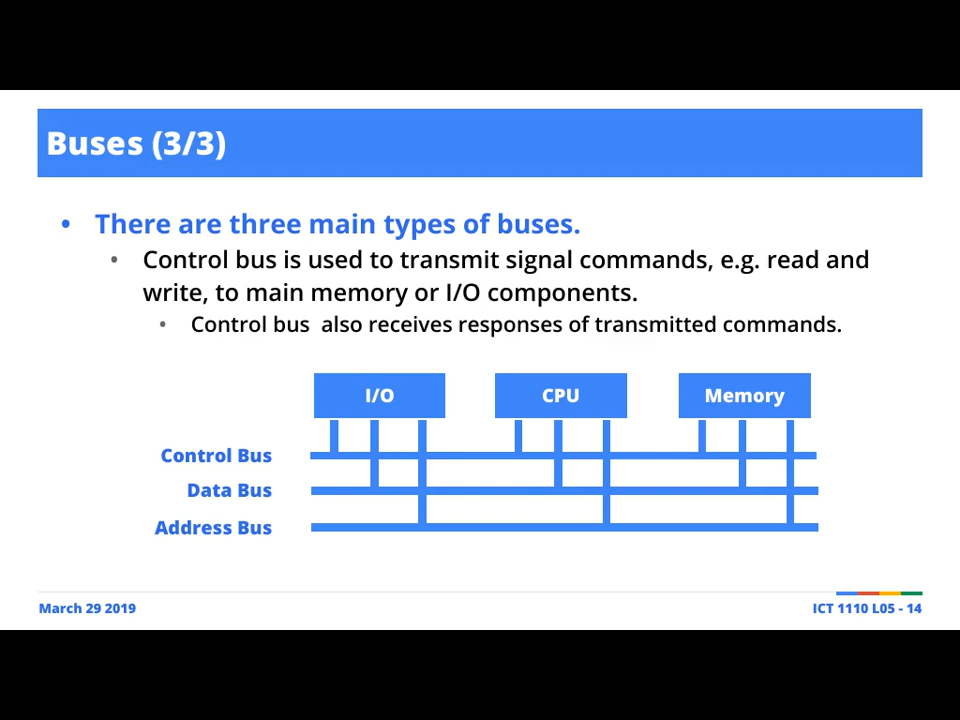 Buses (3/3)
• There are three main types of buses.
• Control bus is used to transmit signal commands, e.g. read and
write, to main memory or I/O components.
• Control bus also receives responses of transmitted commands.
I/O CPU Memory
Control Bus
Data Bus
Address Bus
March 29 2019 ICT 1110 L05 - 14